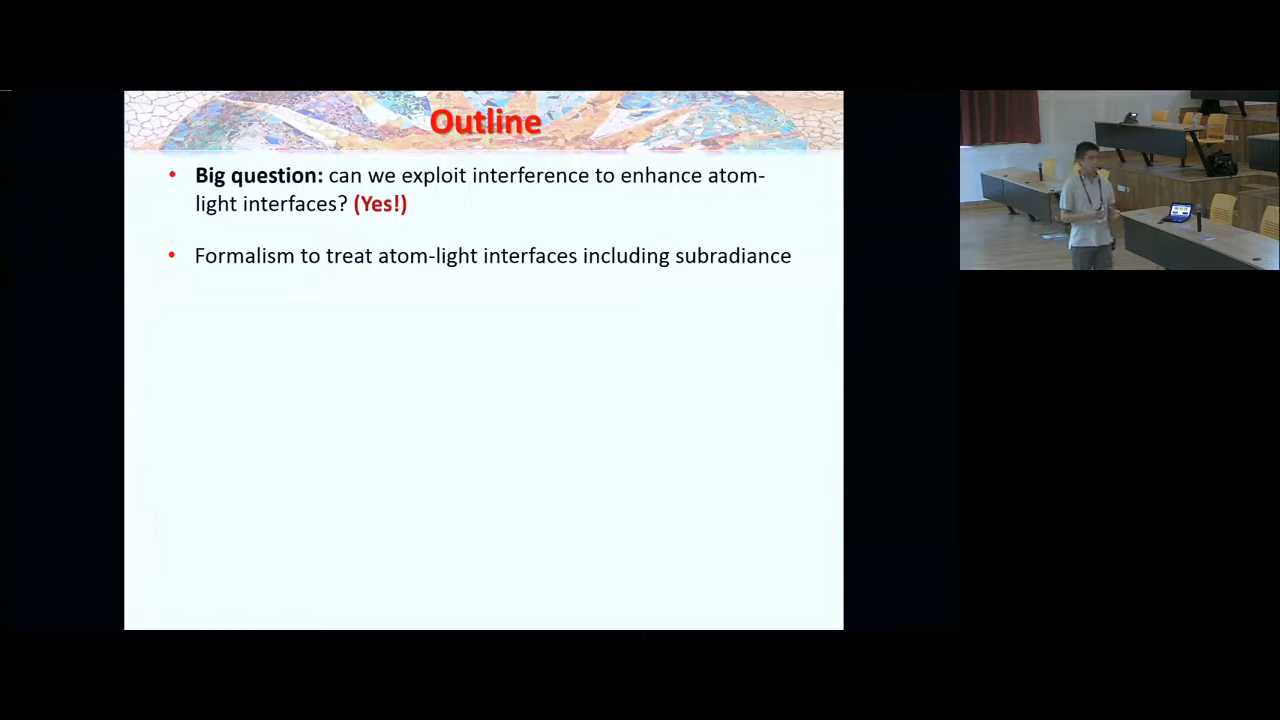 Outline
• Big question: can we exploit interference to enhance atom-
light interfaces? (Yes!)
• Formalism to treat atom-light interfaces including subradiance